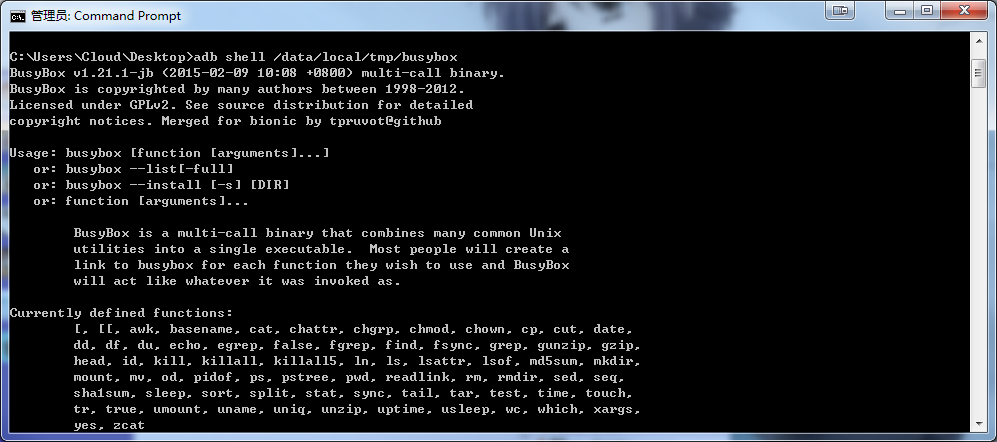 管理员: Command Prompt
C:\Users\Cloud\Desktop>adb shell /data/local/tmp/busybox
BusyBox v1.21.1-jb (2015-02-09 10:08 +0800) multi-call binary.
BusyBox is copyrighted by many authors between 1998-2012.
Licensed under GPLv2. See source distribution for detailed
copyright notices. Merged for bionic by tpruvot@github
Usage: busybox [function [arguments]...]
or: busybox --list[-full]
or: busybox --install [-s] [DIR]
or: function [arguments]...
BusyBox is a multi-call binary that combines many common Unix
utilities into a single executable.  Most people will create a
link to busybox for each function they wish to use and BusyBox
will act like whatever it was invoked as.
Currently defined functions:
[, [[, awk, basename, cat, chattr, chgrp, chmod, chown, cp, cut, date,
dd, df, du, echo, egrep, false, fgrep, find, fsync, grep, gunzip, gzip,
head, id, kill, killall, killall5, ln, ls, lsattr, lsof, md5sum, mkdir,
mount, mv, od, pidof, ps, pstree, pwd, readlink, rm, rmdir, sed, seq,
sha1sum, sleep, sort, split, stat, sync, tail, tar, test, time, touch,
tr, true, umount, uname, uniq, unzip, uptime, usleep, wc, which, xargs,
yes, zcat